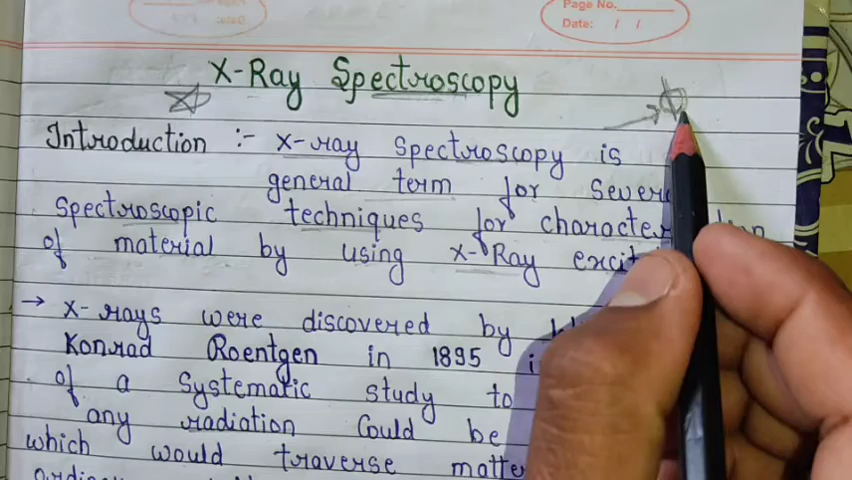 Page No.
Date: / /
X-Ray Spectroscopy
Introduction :- X-ray Spectroscopy is
general term for
Spectroscopic techniques for
of material by using X-Ray
→ X-rays were discovered by
Konrad Roentgen in 1895
of a systematic study to
any radiation Could be
which would traverse matter